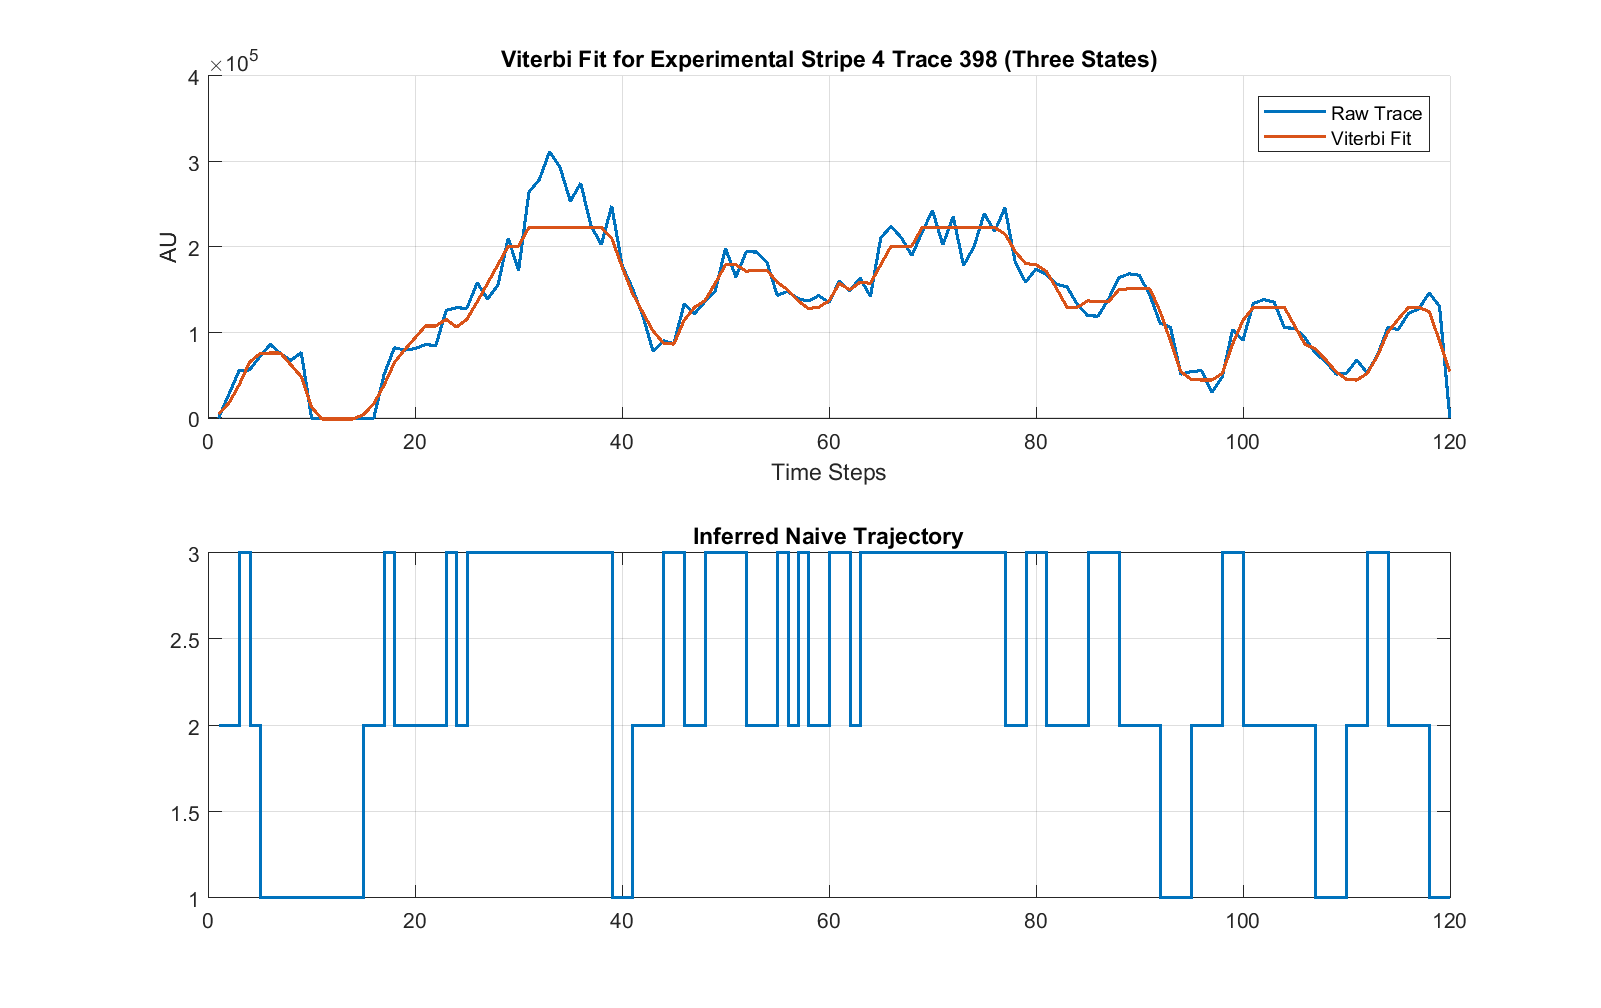 Viterbi Fit for Experimental Stripe 4 Trace 398 (Three States)
×10^5
4
3
2
1
0
AU
Raw Trace
Viterbi Fit
0 20 40 60 80 100 120
Time Steps
Inferred Naive Trajectory
3
2.5
2
1.5
1
0 20 40 60 80 100 120